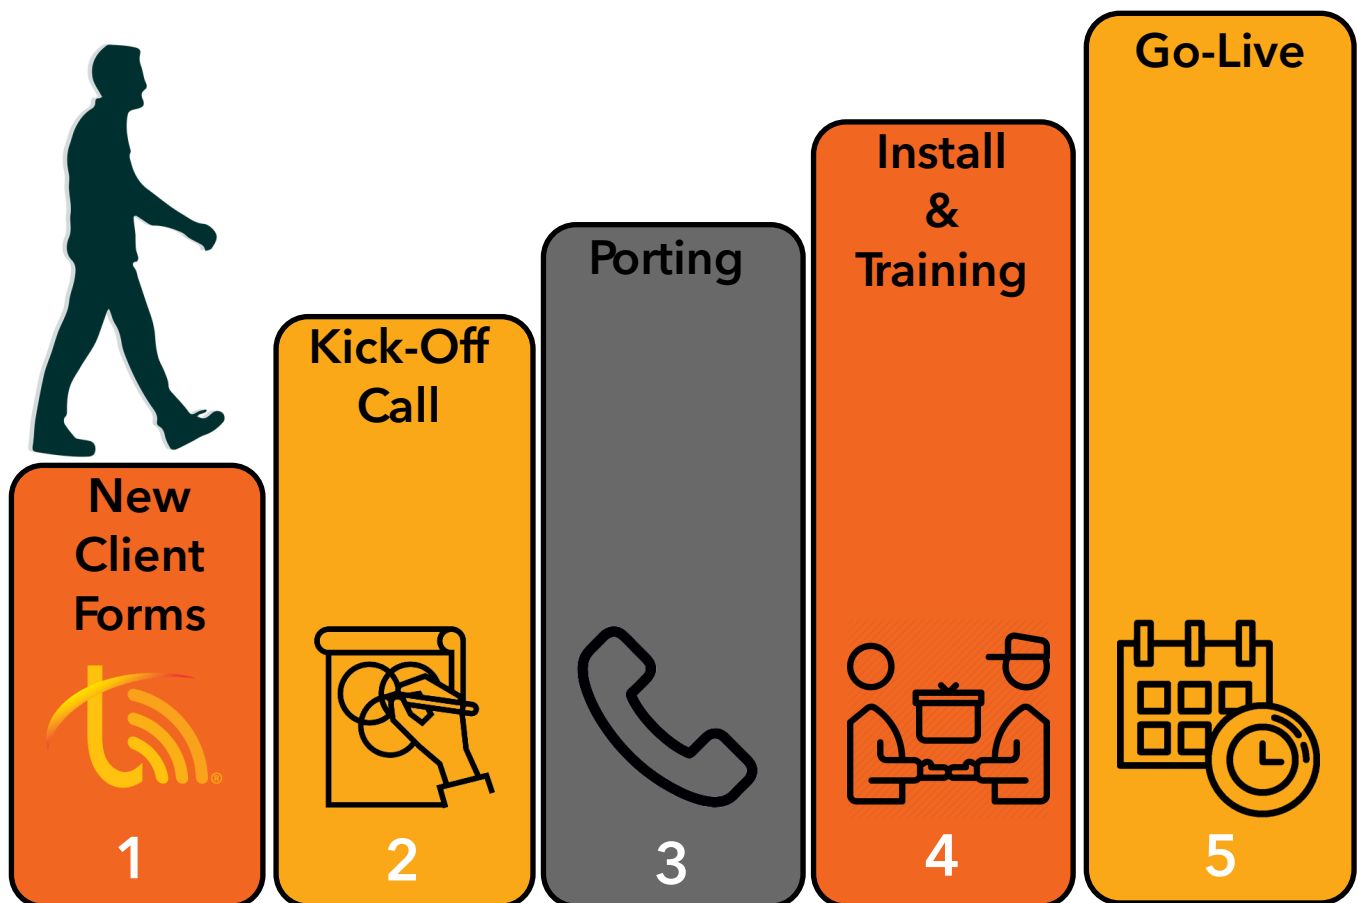 New
Client
Forms
1
Kick-Off
Call
2
Porting
3
Install
&
Training
4
Go-Live
5